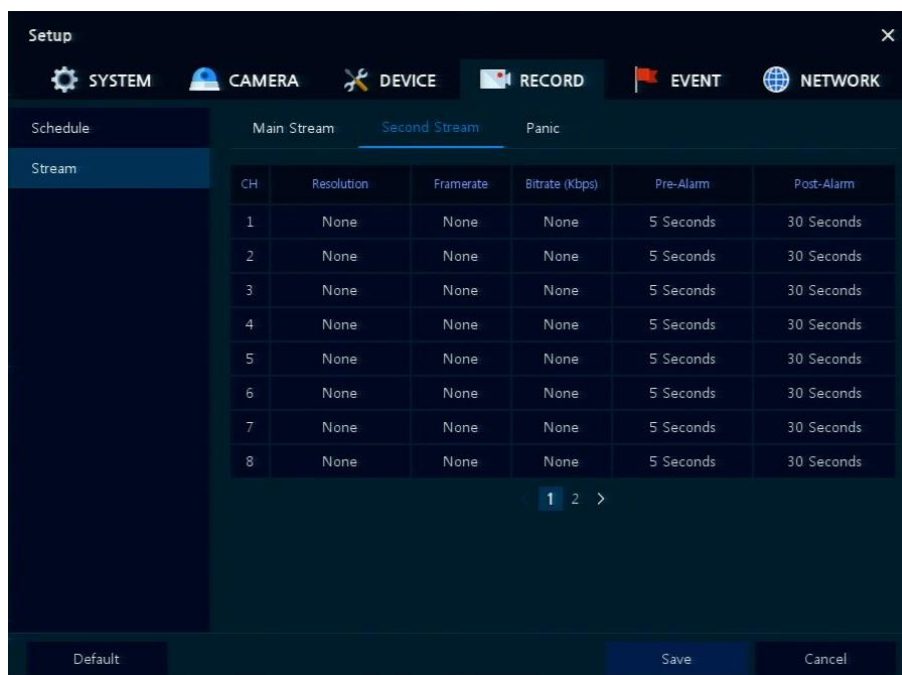 Setup ×
SYSTEM CAMERA DEVICE RECORD EVENT NETWORK
Schedule
Stream
Main Stream Second Stream Panic
CH Resolution Framerate Bitrate (Kbps) Pre-Alarm Post-Alarm
1 None None None 5 Seconds 30 Seconds
2 None None None 5 Seconds 30 Seconds
3 None None None 5 Seconds 30 Seconds
4 None None None 5 Seconds 30 Seconds
5 None None None 5 Seconds 30 Seconds
6 None None None 5 Seconds 30 Seconds
7 None None None 5 Seconds 30 Seconds
8 None None None 5 Seconds 30 Seconds
1 2 >
Default Save Cancel